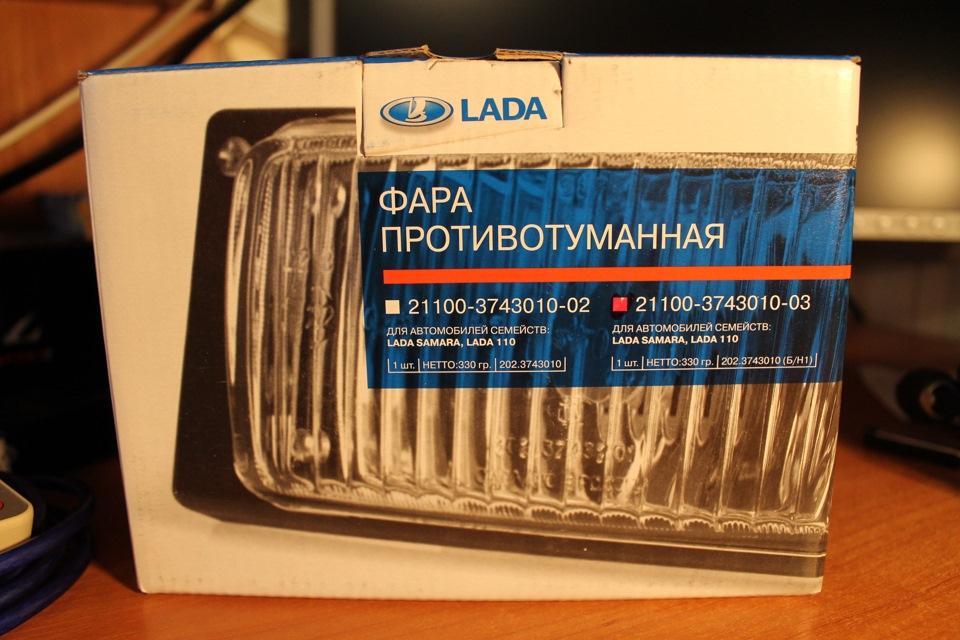 LADA
ФАРА
ПРОТИВОТУМАННАЯ
21100-3743010-02
ДЛЯ АВТОМОБИЛЕЙ СЕМЕЙСТВ:
LADA SAMARA, LADA 110
1 шт. НЕТТО:330 гр. 202.3743010
21100-3743010-03
ДЛЯ АВТОМОБИЛЕЙ СЕМЕЙСТВ:
LADA SAMARA, LADA 110
1 шт. НЕТТО:330 гр. 202.3743010 (Б/Н1)